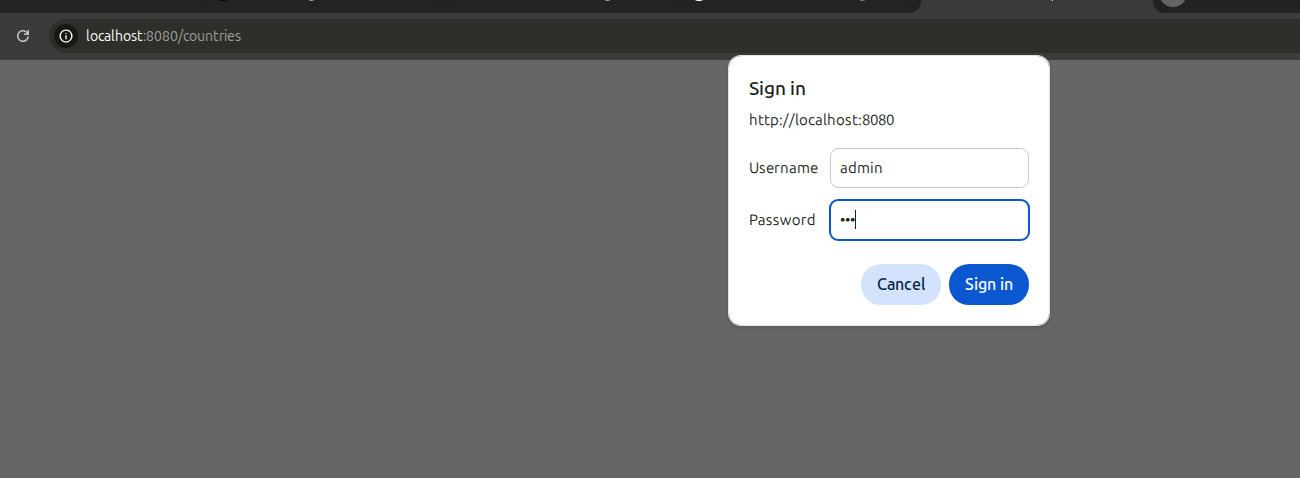 localhost:8080/countries
Sign in
http://localhost:8080
Username admin
Password •••
Cancel Sign in